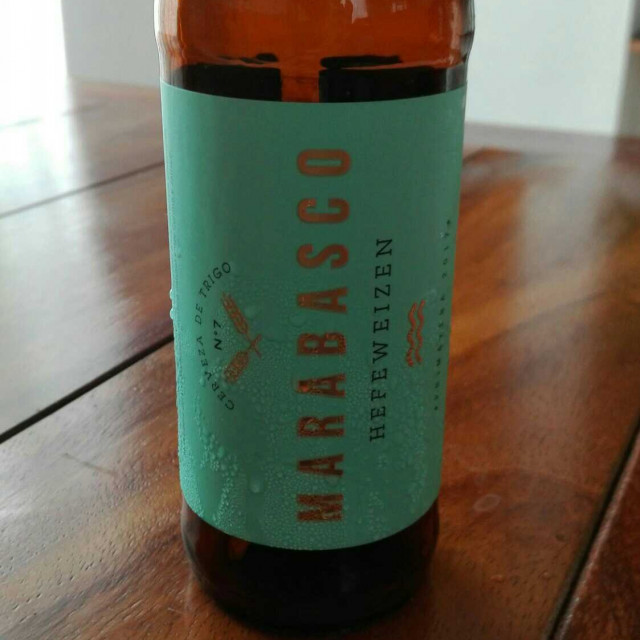 CERVEZA DE TRIGO
Nº7
MARABASCO
HEFEWEIZEN